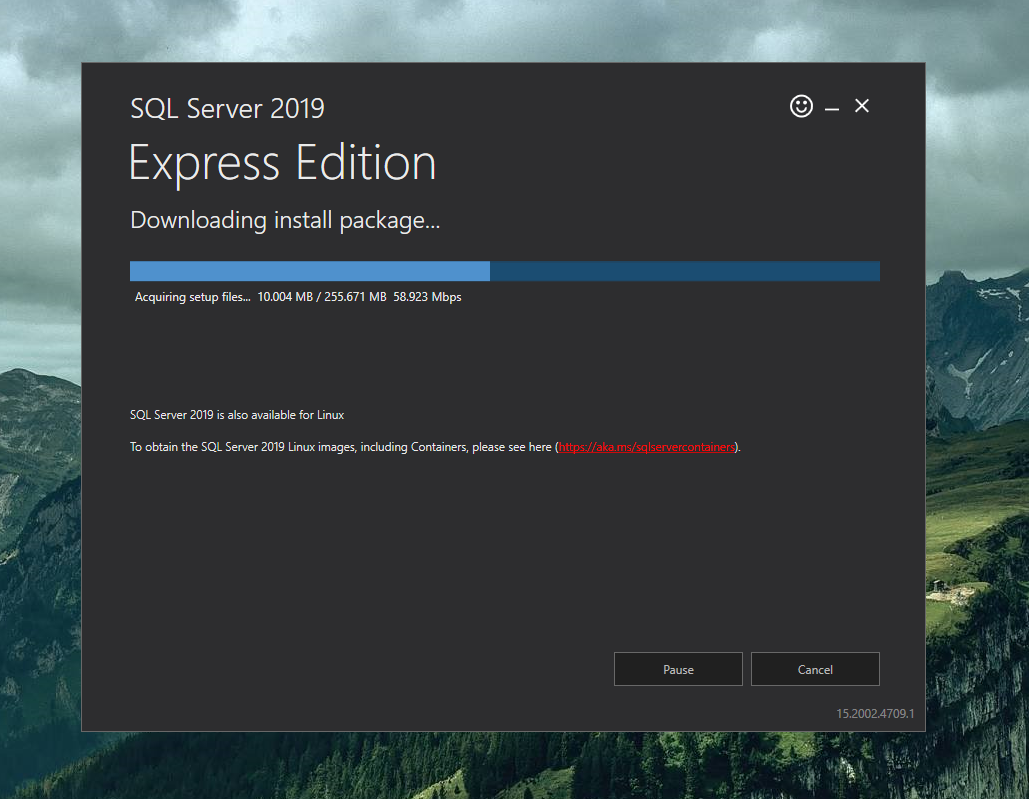 SQL Server 2019
Express Edition
Downloading install package...
Acquiring setup files... 10.004 MB / 255.671 MB 58.923 Mbps
SQL Server 2019 is also available for Linux
To obtain the SQL Server 2019 Linux images, including Containers, please see here (https://aka.ms/sqlservercontainers).
Pause
Cancel
15.2002.4709.1